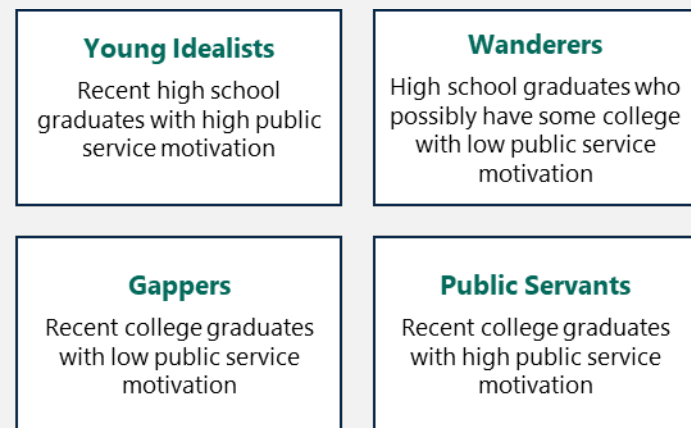 Young Idealists
Recent high school
graduates with high public
service motivation
Wanderers
High school graduates who
possibly have some college
with low public service
motivation
Gappers
Recent college graduates
with low public service
motivation
Public Servants
Recent college graduates
with high public service
motivation